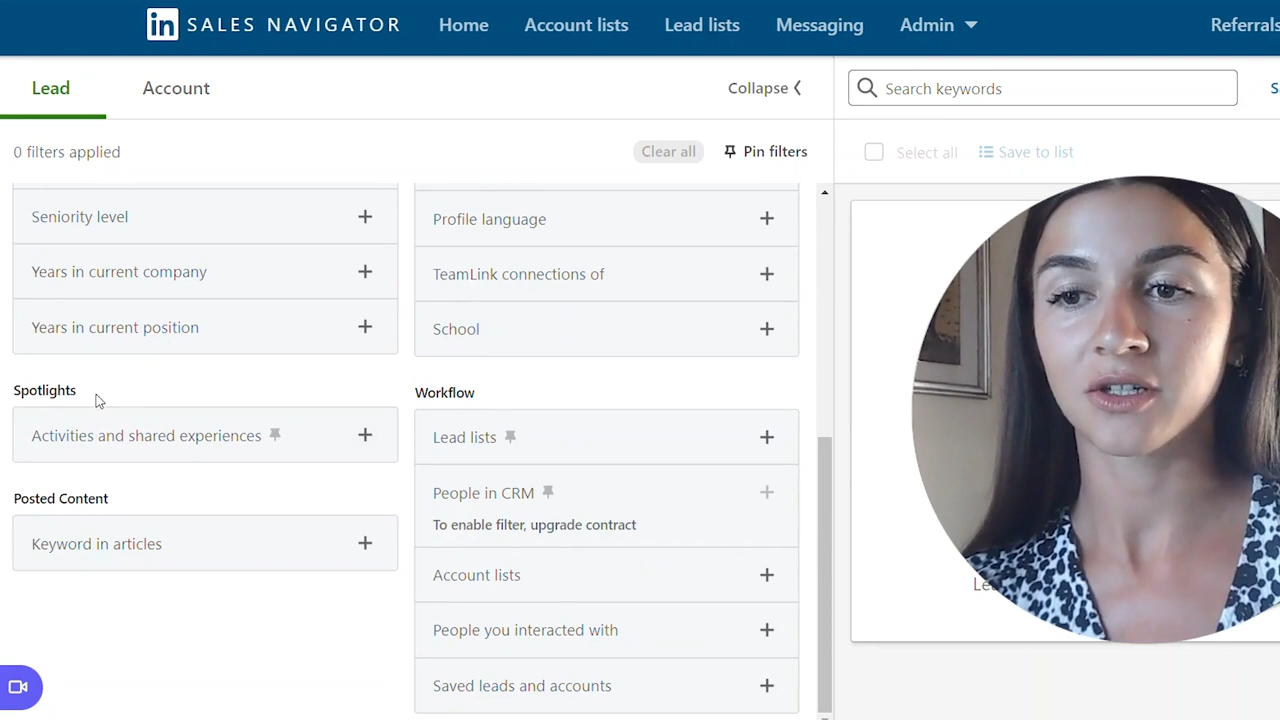 in SALES NAVIGATOR Home Account lists Lead lists Messaging Admin Referrals
Lead Account Collapse
Search keywords
0 filters applied Clear all Pin filters
Select all Save to list
Seniority level
Years in current company
Years in current position
Spotlights
Activities and shared experiences
Posted Content
Keyword in articles
Profile language
TeamLink connections of
School
Workflow
Lead lists
People in CRM
To enable filter, upgrade contract
Account lists
People you interacted with
Saved leads and accounts